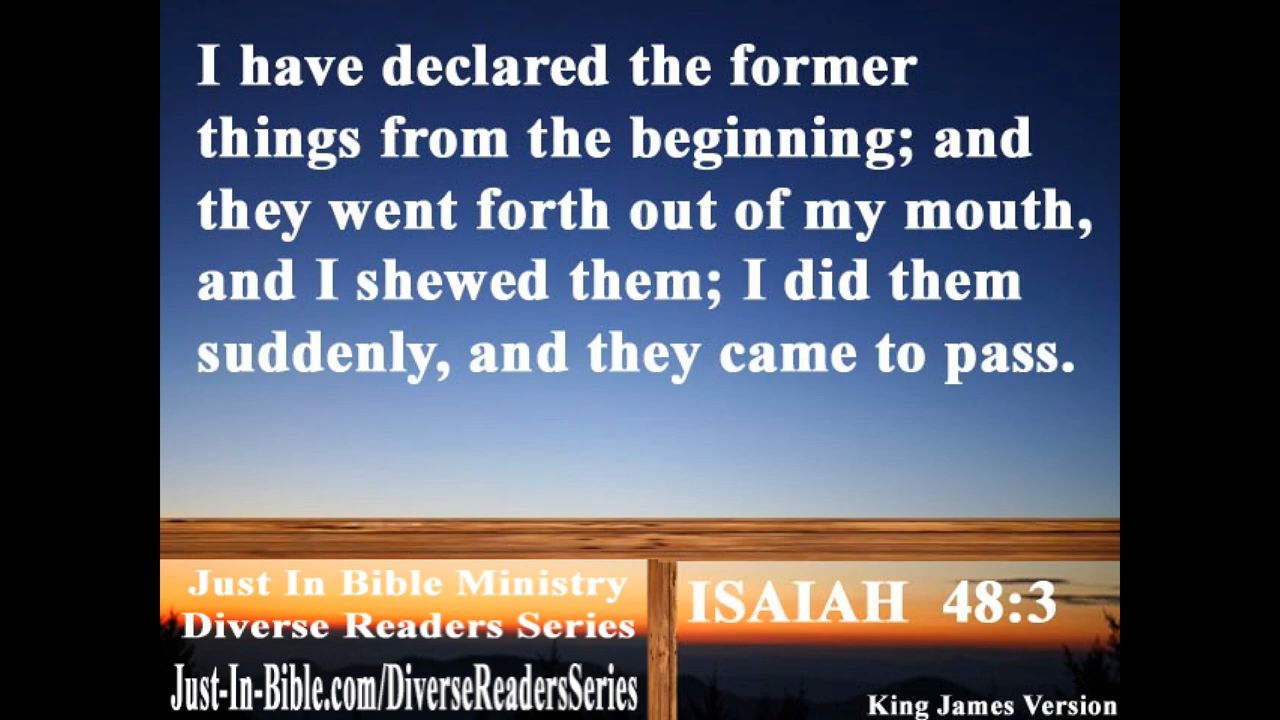 I have declared the former
things from the beginning; and
they went forth out of my mouth,
and I shewed them; I did them
suddenly, and they came to pass.
Just In Bible Ministry
Diverse Readers Series
Just-In-Bible.com/DiverseReadersSeries
ISAIAH 48:3
King James Version